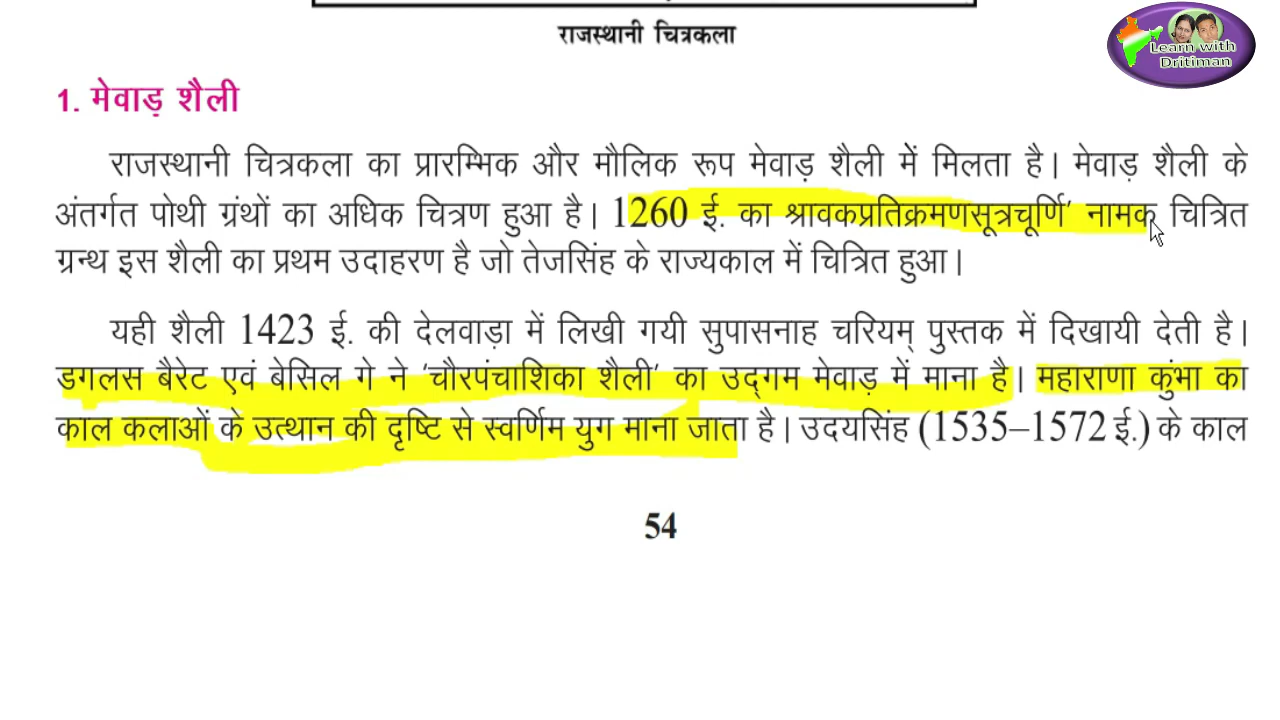 राजस्थानी चित्रकला
Learn with
Dritiman
1. मेवाड़ शैली
राजस्थानी चित्रकला का प्रारम्भिक और मौलिक रूप मेवाड़ शैली में मिलता है। मेवाड़ शैली के
अंतर्गत पोथी ग्रंथों का अधिक चित्रण हुआ है। 1260 ई. का श्रावकप्रतिक्रमणसूत्रचूर्णि’ नामक चित्रित
ग्रन्थ इस शैली का प्रथम उदाहरण है जो तेजसिंह के राज्यकाल में चित्रित हुआ।
यही शैली 1423 ई. की देलवाड़ा में लिखी गयी सुपासनाह चरियम् पुस्तक में दिखायी देती है।
डगलस बैरेट एवं बेसिल गे ने ‘चौरपंचाशिका शैली’ का उद्गम मेवाड़ में माना है। महाराणा कुंभा का
काल कलाओं के उत्थान की दृष्टि से स्वर्णिम युग माना जाता है। उदयसिंह (1535–1572 ई.) के काल
54